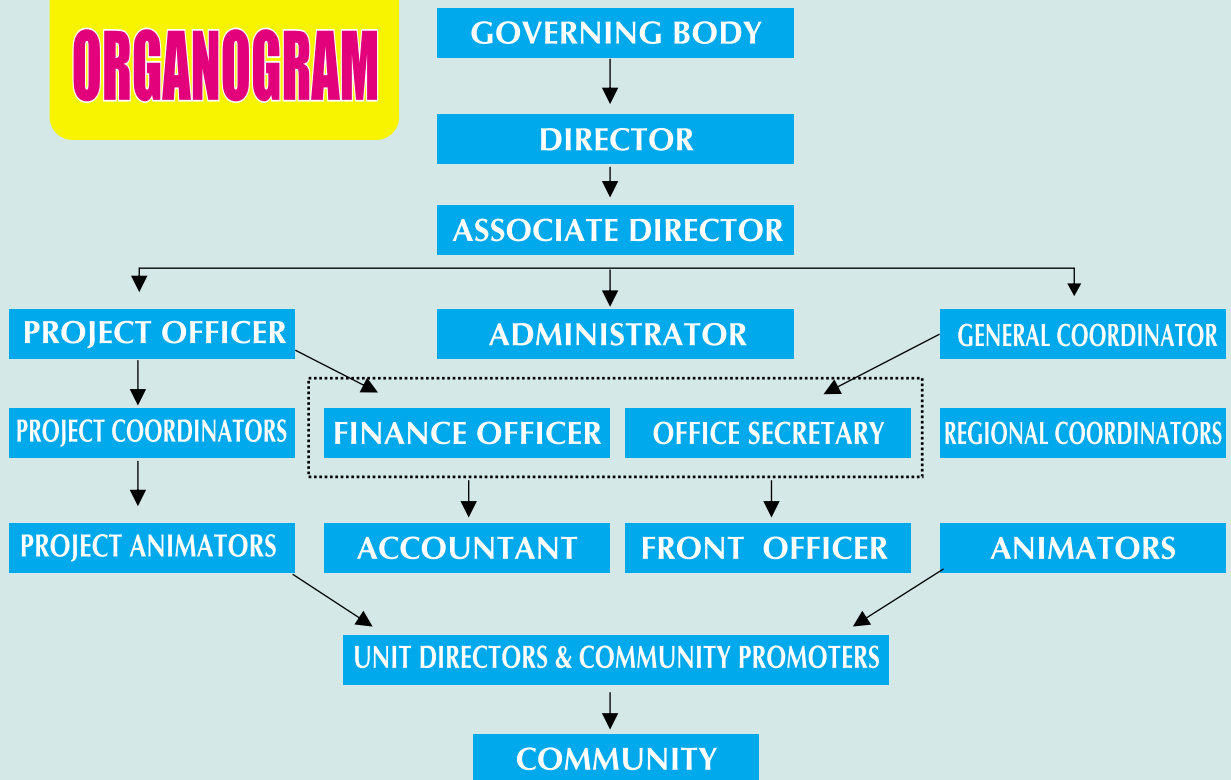 ORGANOGRAM
GOVERNING BODY
DIRECTOR
ASSOCIATE DIRECTOR
PROJECT OFFICER
ADMINISTRATOR
GENERAL COORDINATOR
PROJECT COORDINATORS
FINANCE OFFICER
OFFICE SECRETARY
REGIONAL COORDINATORS
PROJECT ANIMATORS
ACCOUNTANT
FRONT OFFICER
ANIMATORS
UNIT DIRECTORS & COMMUNITY PROMOTERS
COMMUNITY